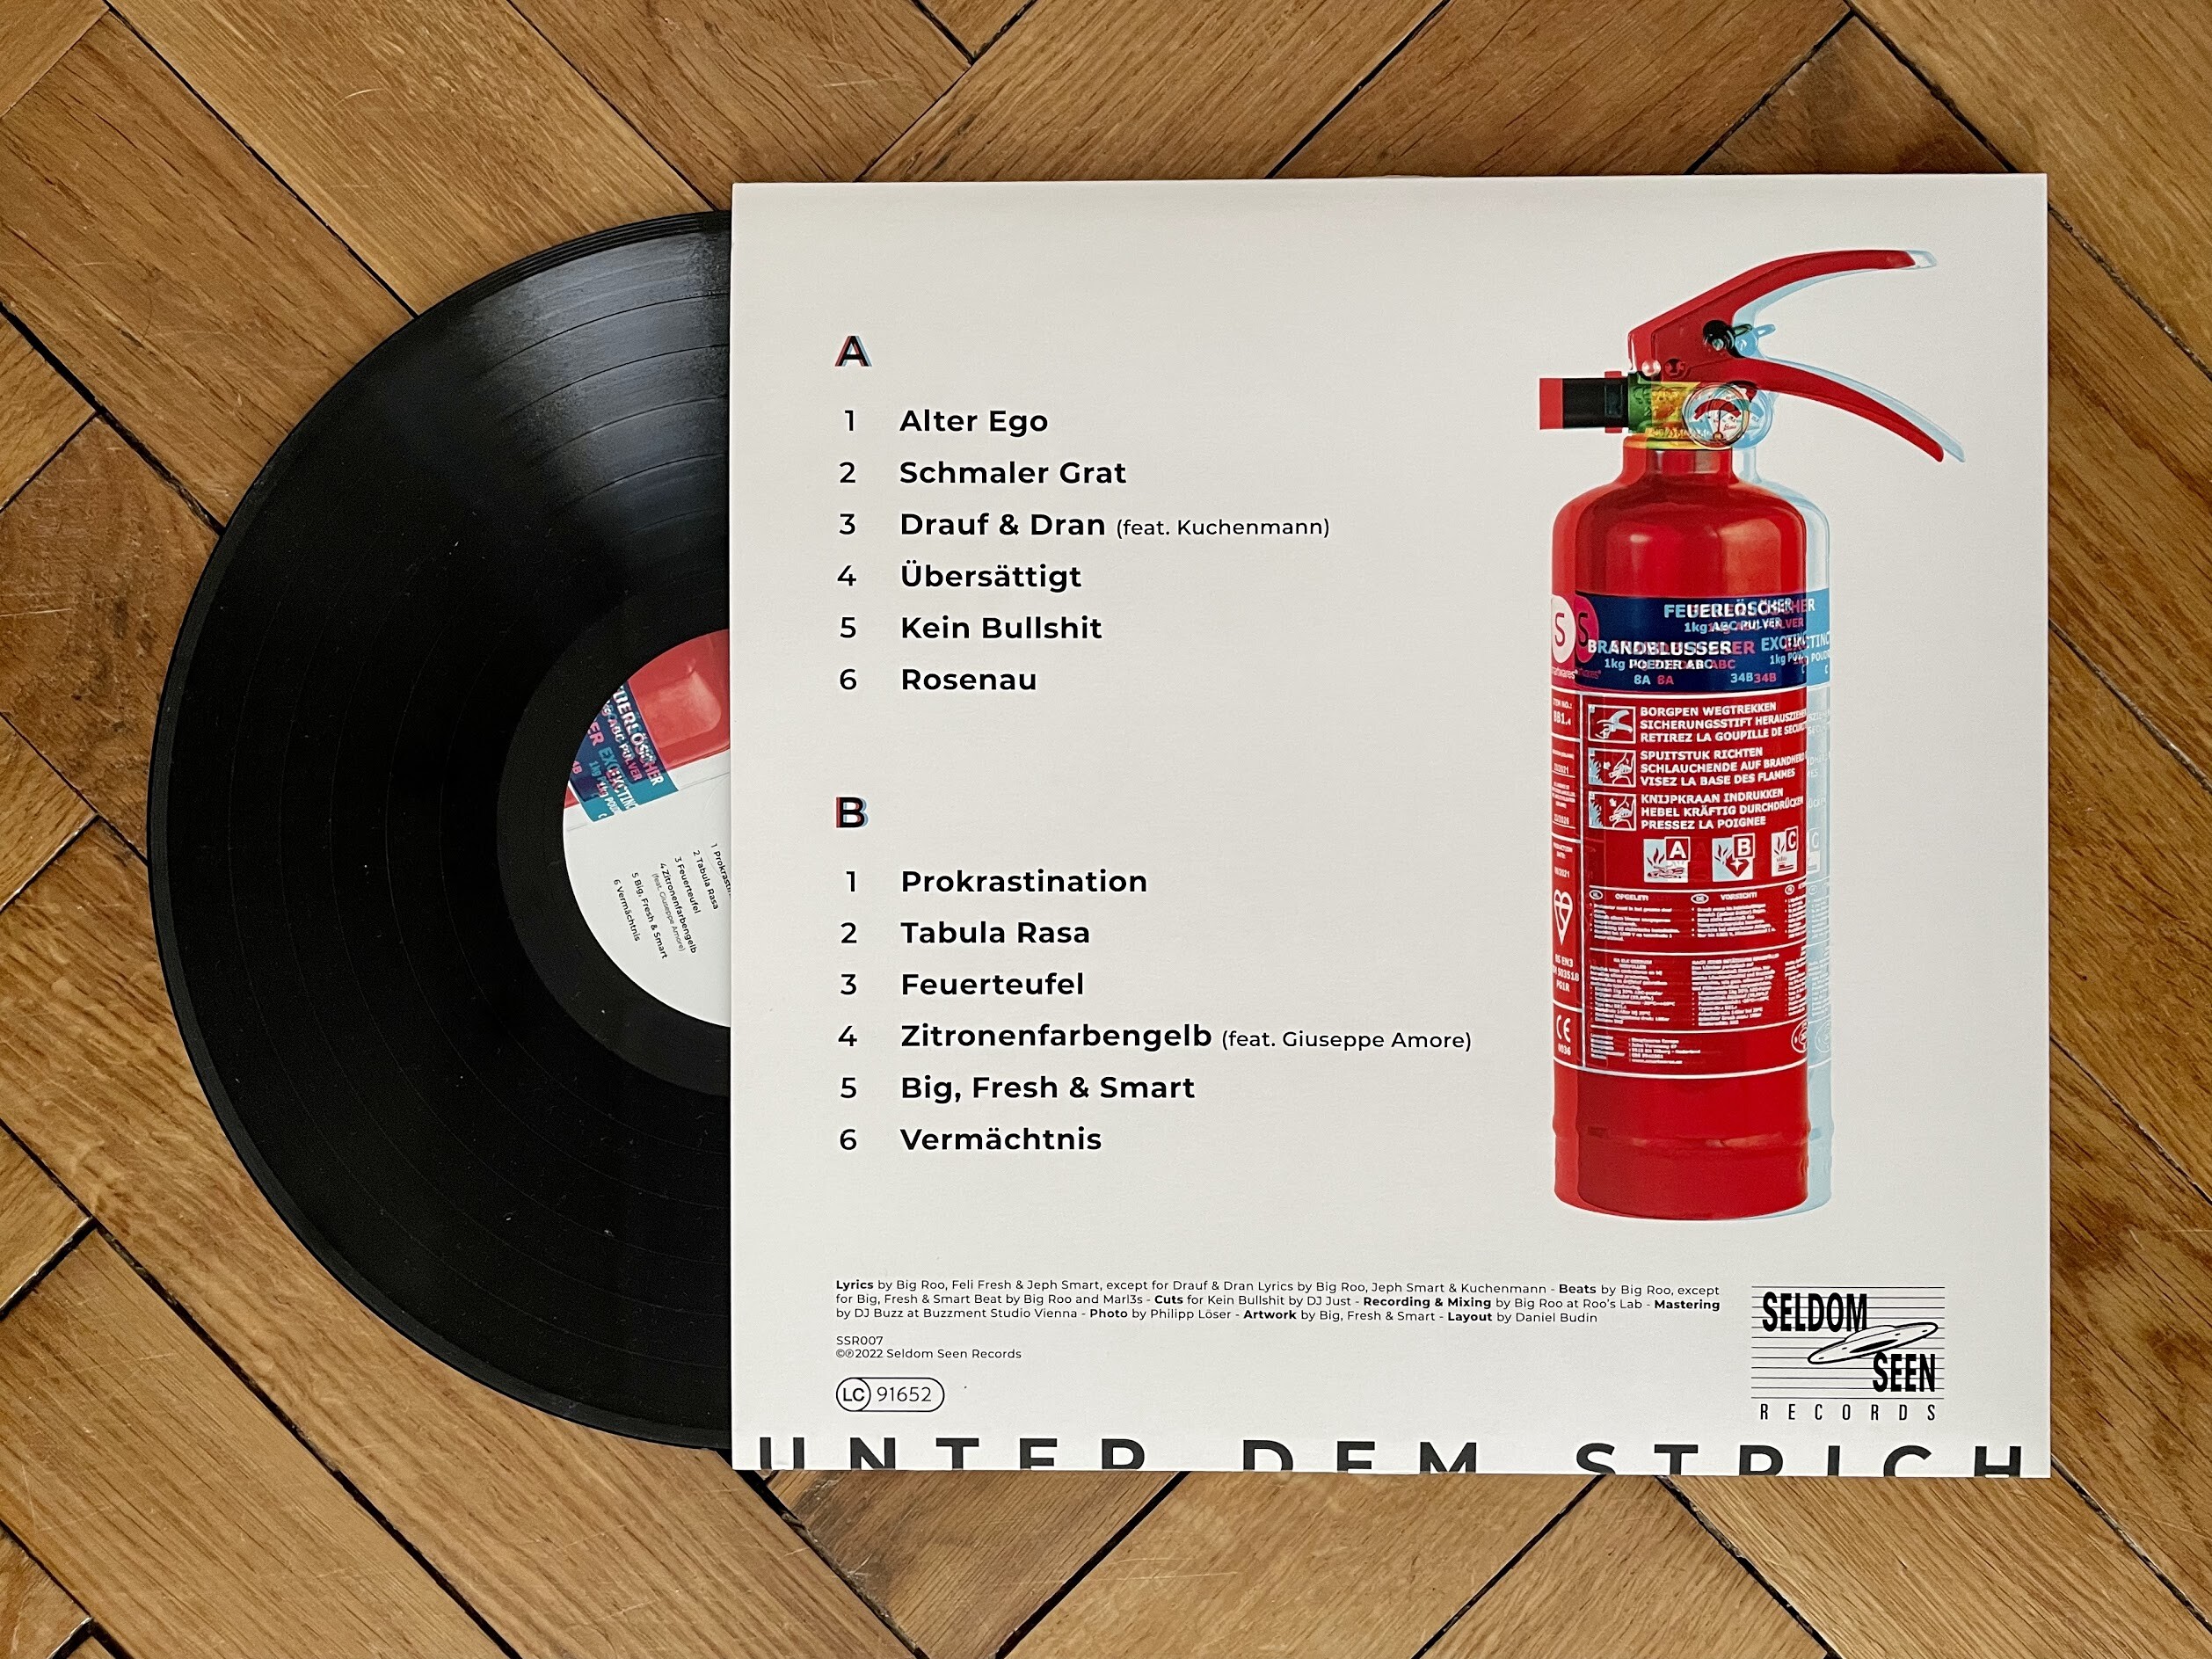 A
1 Alter Ego
2 Schmaler Grat
3 Drauf & Dran (feat. Kuchenmann)
4 Übersättigt
5 Kein Bullshit
6 Rosenau
B
1 Prokrastination
2 Tabula Rasa
3 Feuerteufel
4 Zitronenfarbengelb (feat. Giuseppe Amore)
5 Big, Fresh & Smart
6 Vermächtnis
Lyrics by Big Roo, Feli Fresh & Jeph Smart, except for Drauf & Dran Lyrics by Big Roo, Jeph Smart & Kuchenmann - Beats by Big Roo, except
for Big, Fresh & Smart Beat by Big Roo and Marl3s - Cuts for Kein Bullshit by DJ Just - Recording & Mixing by Big Roo at Roo's Lab - Mastering
by DJ Buzz at Buzzment Studio Vienna - Photo by Philipp Löser - Artwork by Big, Fresh & Smart - Layout by Daniel Budin
SSR007
©℗2022 Seldom Seen Records
LC 91652
SELDOM
SEEN
RECORDS
UNTER DEM STRICH
S S
FEUERLÖSCHER
1kg ABC PULVER
BRANDBLUSSER
1kg POEDER ABC
8A 8A 34B 34B
BORGPEN WEGTREKKEN
SICHERUNGSSTIFT HERAUSZIEHEN
RETIREZ LA GOUPILLE DE
SPUITSTUK RICHTEN
SCHLAUCHENDE AUF
VISEZ LA BASE DES FLAMMES
KNIJPKRAAN INDRUKKEN
HEBEL KRÄFTIG DURCHDRÜCKEN
PRESSEZ LA POIGNEE
A B C C
OPGELET! VORSICHT!
CE
ABC PULVER
2 Tabula Rasa
3 Feuerteufel
4 Zitronenfarbengelb
(feat. Giuseppe Amore)
5 Big, Fresh & Smart
6 Vermächtnis